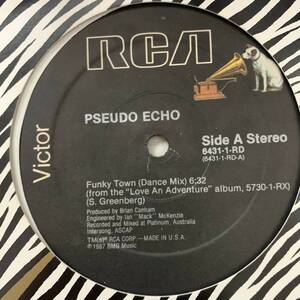 RCA
Victor
PSEUDO ECHO
Side A Stereo
6431-1-RD
(6431-1-RD-A)
Funky Town (Dance Mix) 6:32
(from the "Love An Adventure" album, 5730-1-RX)
(S. Greenberg)
Produced by Brian Canham
Engineered by Ian "Mack" McKenzie
Recorded and Mixed at Platinum, Australia
Intersong, ASCAP
TM(s)® RCA CORP.—MADE IN U.S.A.
℗1987 BMG Music